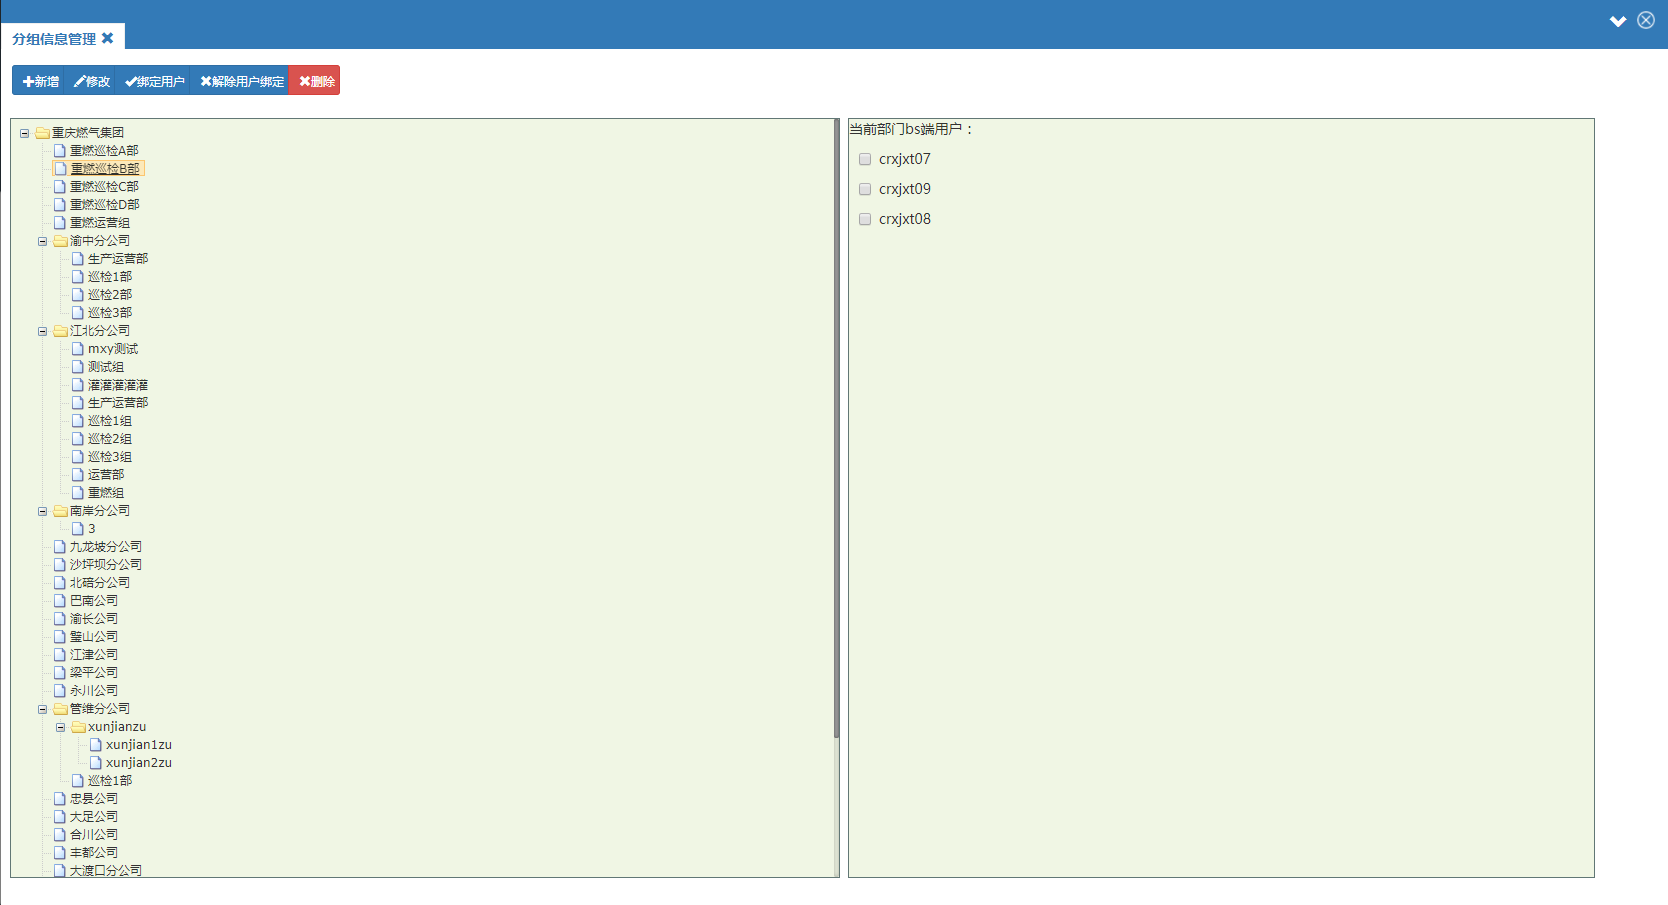 分组信息管理
新增 修改 绑定用户 解除用户绑定 删除
重庆燃气集团
重燃巡检A部
重燃巡检B部
重燃巡检C部
重燃巡检D部
重燃运营组
渝中分公司
生产运营部
巡检1部
巡检2部
巡检3部
江北分公司
mxy测试
测试组
灌灌灌灌灌
生产运营部
巡检1组
巡检2组
巡检3组
运营部
重燃组
南岸分公司
3
九龙坡分公司
沙坪坝分公司
北碚分公司
巴南公司
渝长公司
璧山公司
江津公司
梁平公司
永川公司
管维分公司
xunjianzu
xunjian1zu
xunjian2zu
巡检1部
忠县公司
大足公司
合川公司
丰都公司
大渡口分公司
当前部门bs端用户：
crxjxt07
crxjxt09
crxjxt08